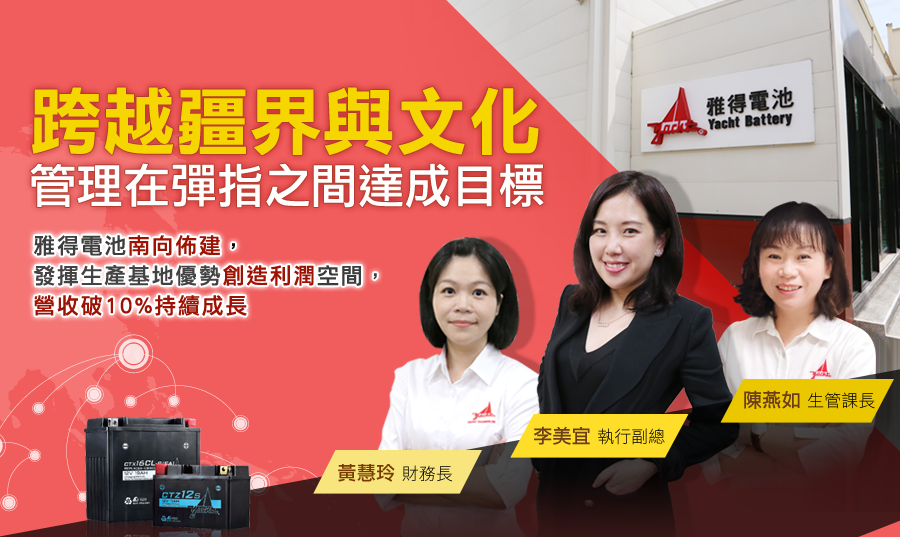 跨越疆界與文化
管理在彈指之間達成目標
雅得電池南向佈建，
發揮生產基地優勢創造利潤空間，
營收破10%持續成長
雅得電池
Yacht Battery
黃慧玲 財務長
李美宜 執行副總
陳燕如 生管課長
CTX16CL-B
12V 19AH
CTZ12S